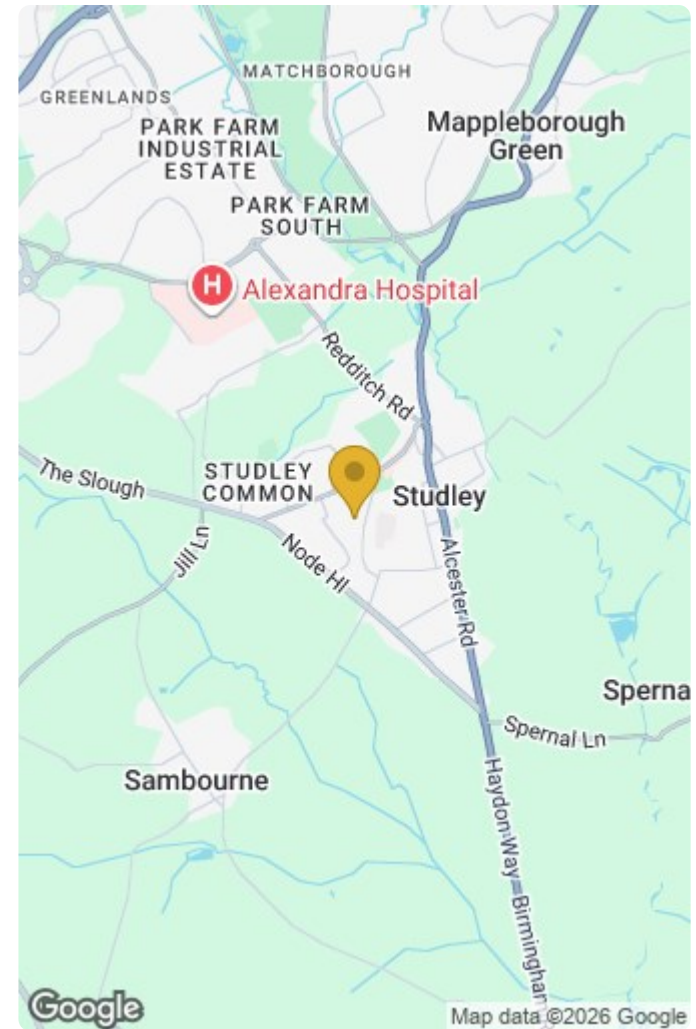 MATCHBOROUGH
GREENLANDS
PARK FARM
INDUSTRIAL
ESTATE
Mappleborough
Green
PARK FARM
SOUTH
H
Alexandra Hospital
Redditch Rd
The Slough
STUDLEY
COMMON
Studley
Jill Ln
Node Hl
Alcester Rd
Sperna
Spernal Ln
Sambourne
Haydon Way-Birmingham
Google
Map data ©2026 Google